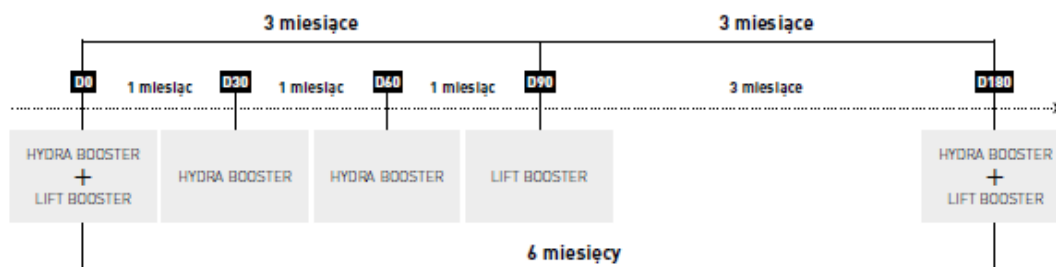 3 miesiące
3 miesiące
D0
1 miesiąc
D30
1 miesiąc
D60
1 miesiąc
D90
3 miesiące
D180
HYDRA BOOSTER
+
LIFT BOOSTER
HYDRA BOOSTER
HYDRA BOOSTER
LIFT BOOSTER
HYDRA BOOSTER
+
LIFT BOOSTER
6 miesięcy